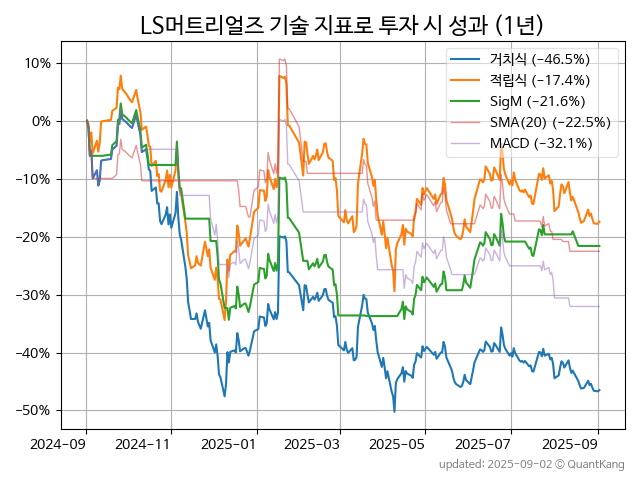 LS머트리얼즈 기술 지표로 투자 시 성과 (1년)
거치식 (−46.5%)
적립식 (−17.4%)
SigM (−21.6%)
SMA(20) (−22.5%)
MACD (−32.1%)
10%
0%
−10%
−20%
−30%
−40%
−50%
2024-09 2024-11 2025-01 2025-03 2025-05 2025-07 2025-09
updated: 2025-09-02 © QuantKang